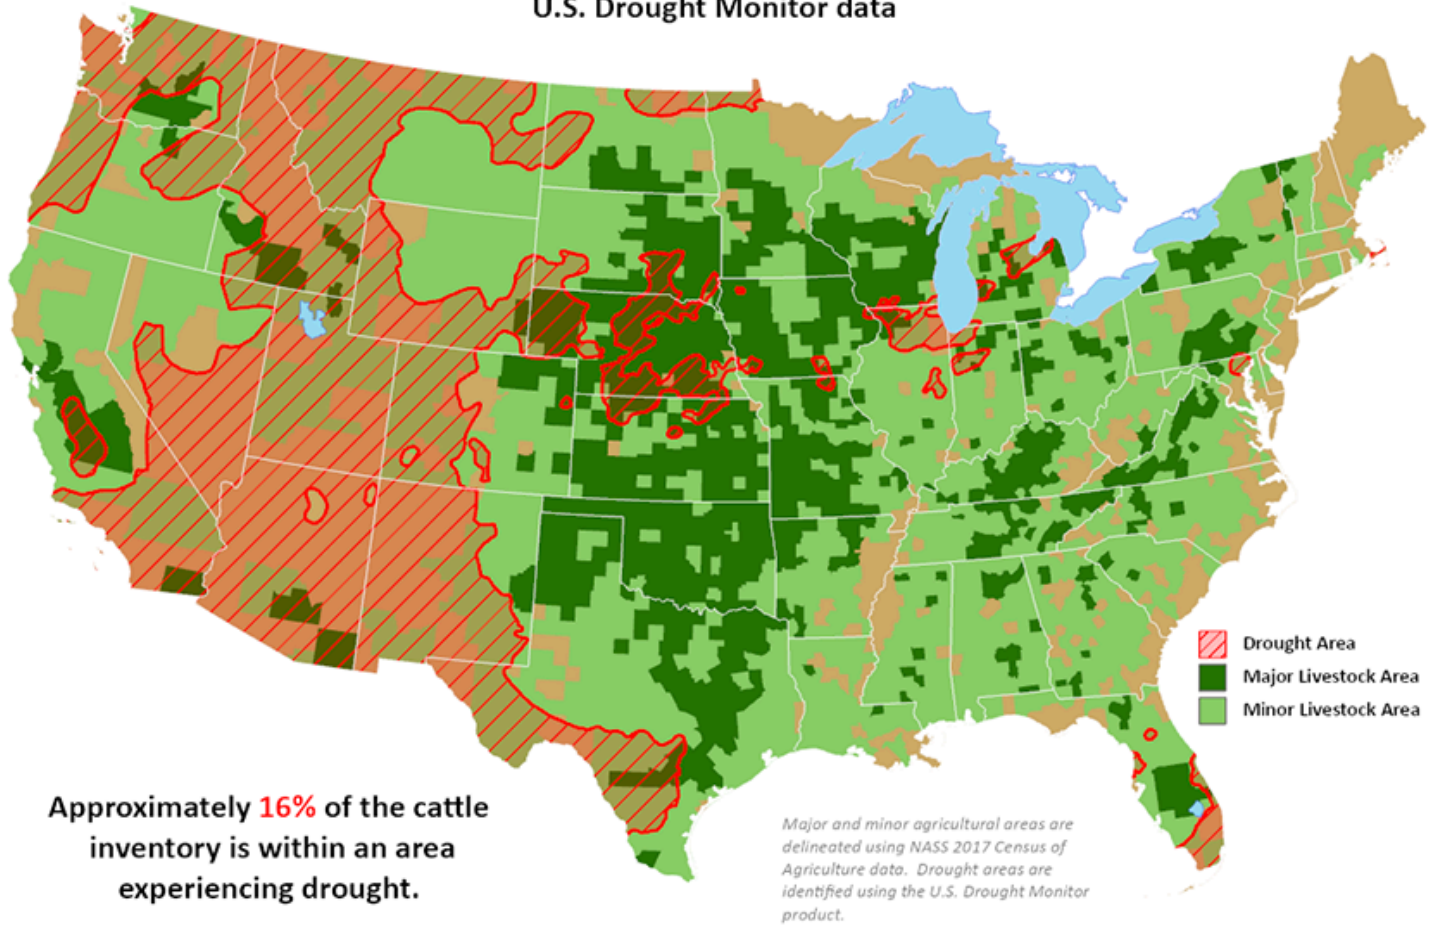 U.S. Drought Monitor data
Drought Area
Major Livestock Area
Minor Livestock Area
Approximately 16% of the cattle
inventory is within an area
experiencing drought.
Major and minor agricultural areas are
delineated using NASS 2017 Census of
Agriculture data.  Drought areas are
identified using the U.S. Drought Monitor
product.